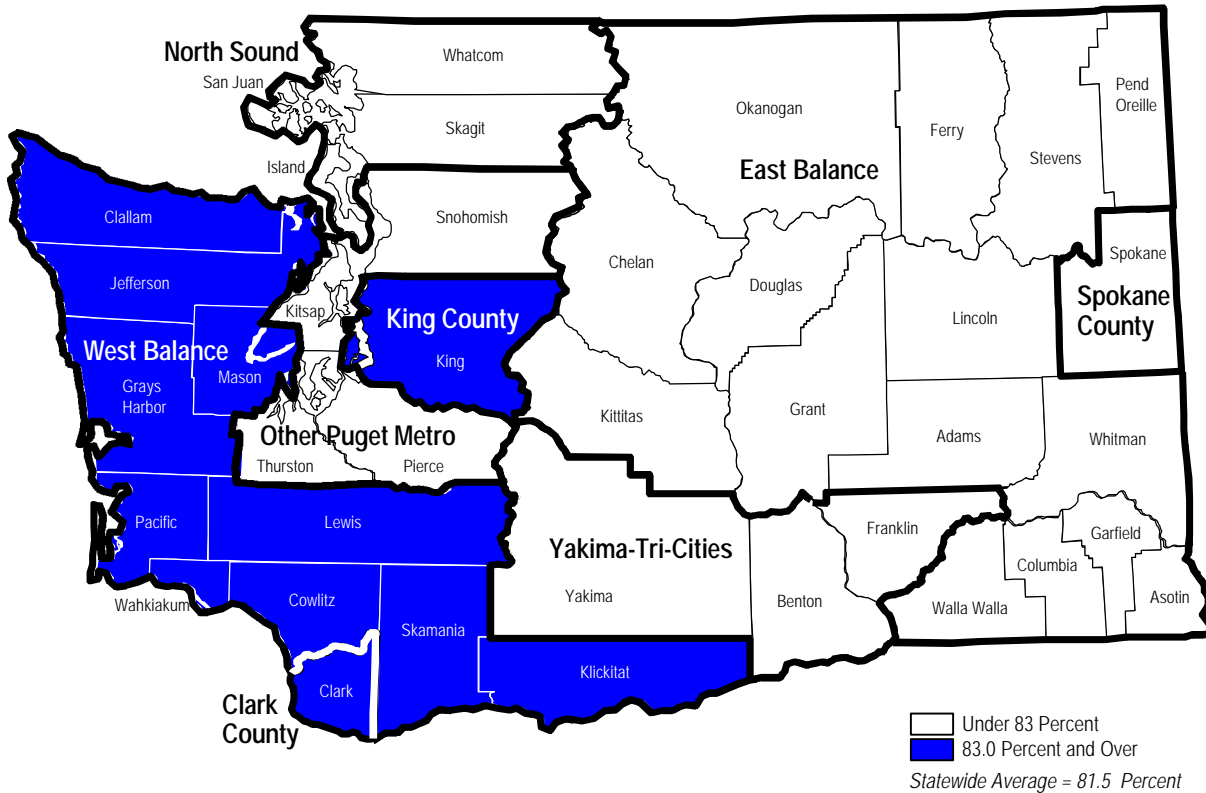 North Sound
San Juan
Whatcom
Skagit
Island
Okanogan
Ferry
Stevens
Pend
Oreille
East Balance
Clallam
Snohomish
Chelan
Douglas
Spokane
Spokane
County
Jefferson
Kitsap
King County
King
Lincoln
West Balance
Mason
Grays
Harbor
Kittitas
Grant
Adams
Whitman
Other Puget Metro
Thurston
Pierce
Pacific
Lewis
Yakima-Tri-Cities
Franklin
Garfield
Columbia
Wahkiakum
Cowlitz
Skamania
Yakima
Benton
Walla Walla
Asotin
Klickitat
Clark
Clark
County
Under 83 Percent
83.0 Percent and Over
Statewide Average = 81.5 Percent